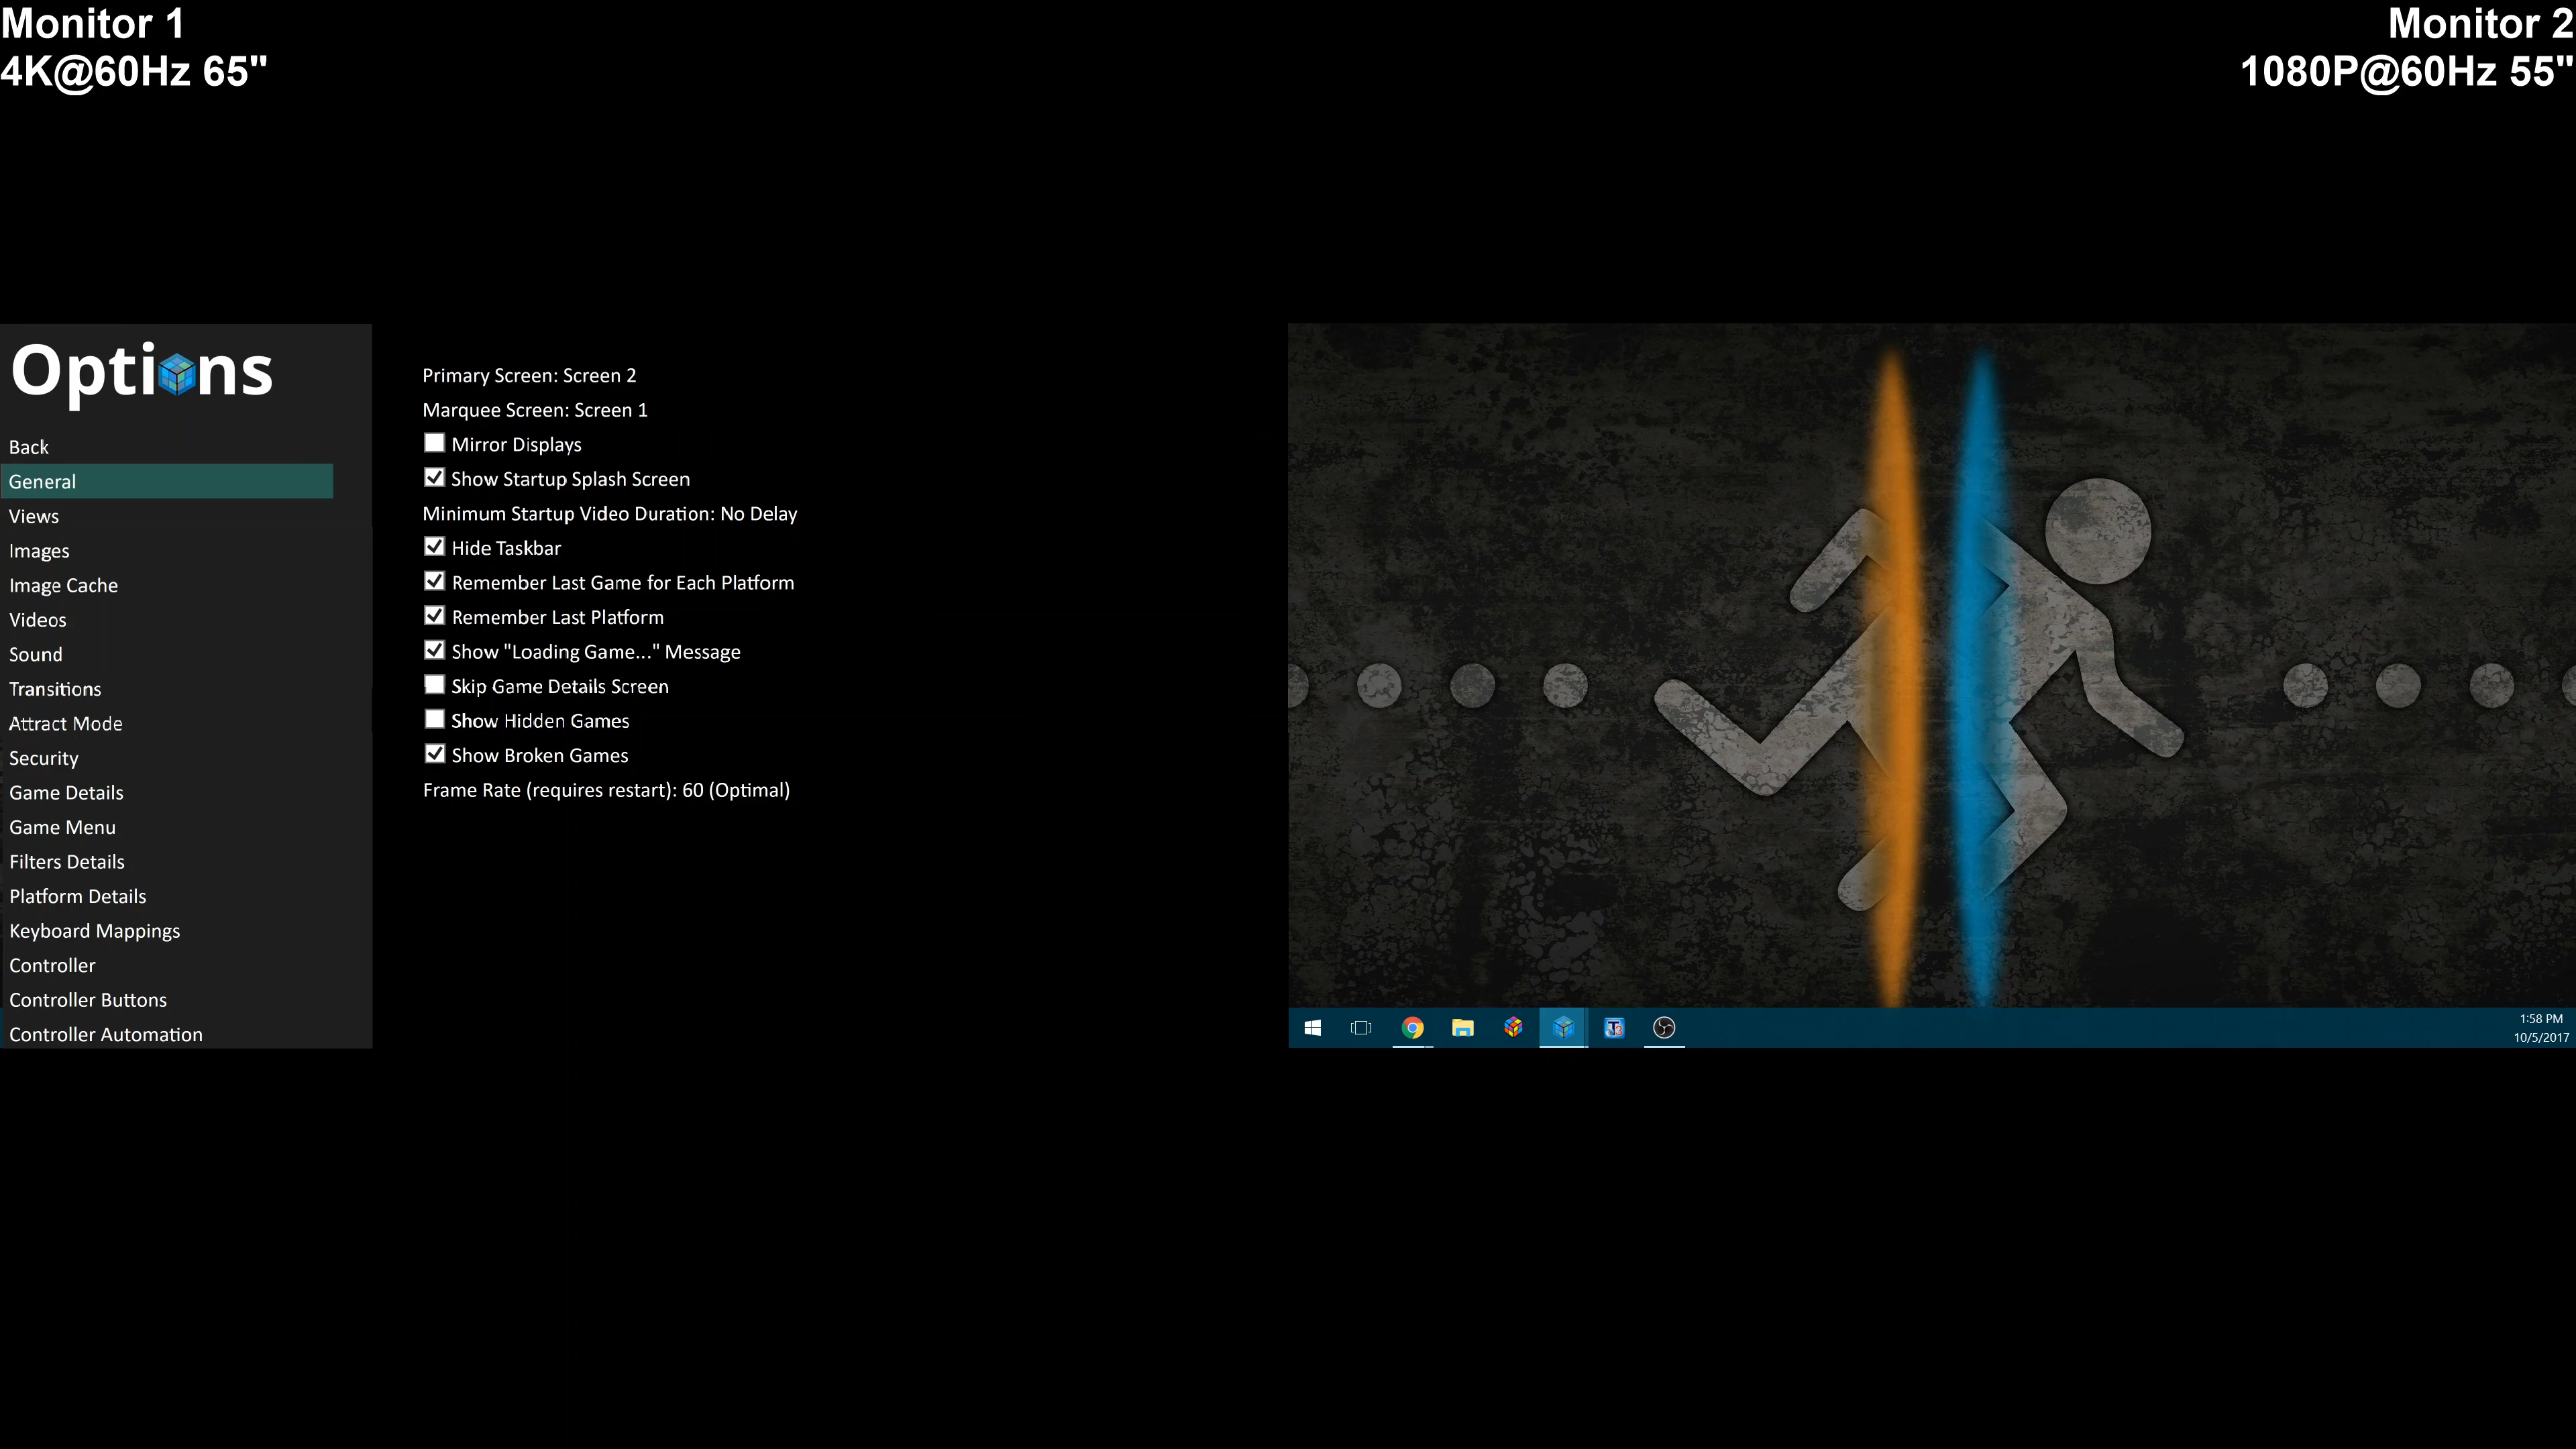 Monitor 1
4K@60Hz 65"
Monitor 2
1080P@60Hz 55"
Options
Back
General
Views
Images
Image Cache
Videos
Sound
Transitions
Attract Mode
Security
Game Details
Game Menu
Filters Details
Platform Details
Keyboard Mappings
Controller
Controller Buttons
Controller Automation
Primary Screen: Screen 2
Marquee Screen: Screen 1
Mirror Displays
Show Startup Splash Screen
Minimum Startup Video Duration: No Delay
Hide Taskbar
Remember Last Game for Each Platform
Remember Last Platform
Show "Loading Game..." Message
Skip Game Details Screen
Show Hidden Games
Show Broken Games
Frame Rate (requires restart): 60 (Optimal)
1:58 PM
10/5/2017